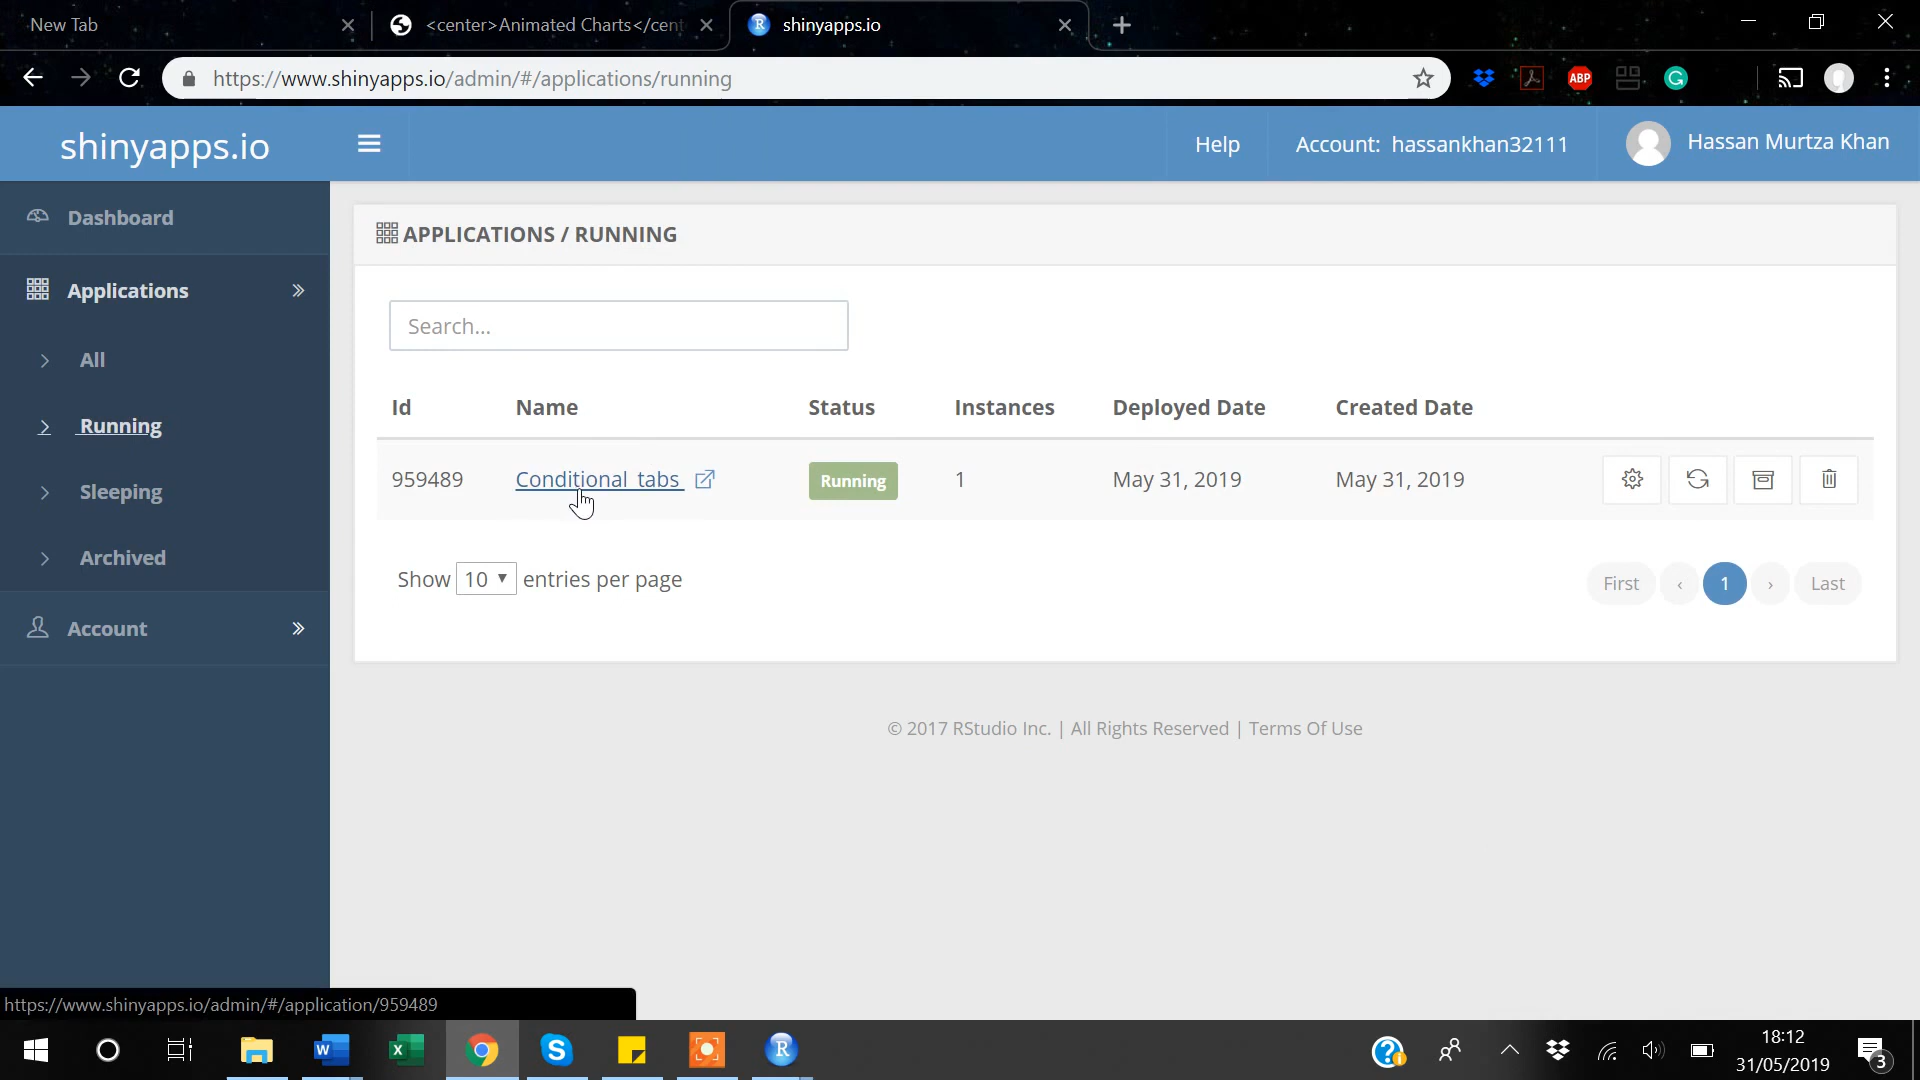 New Tab
<center>Animated Charts</cent
shinyapps.io
https://www.shinyapps.io/admin/#/applications/running
ABP
shinyapps.io
Help
Account: hassankhan32111
Hassan Murtza Khan
Dashboard
Applications
All
Running
Sleeping
Archived
Account
APPLICATIONS / RUNNING
Search...
Id Name Status Instances Deployed Date Created Date
959489 Conditional_tabs Running 1 May 31, 2019 May 31, 2019
Show 10 entries per page
First ‹ 1 › Last
© 2017 RStudio Inc. | All Rights Reserved | Terms Of Use
https://www.shinyapps.io/admin/#/application/959489
18:12
31/05/2019
3